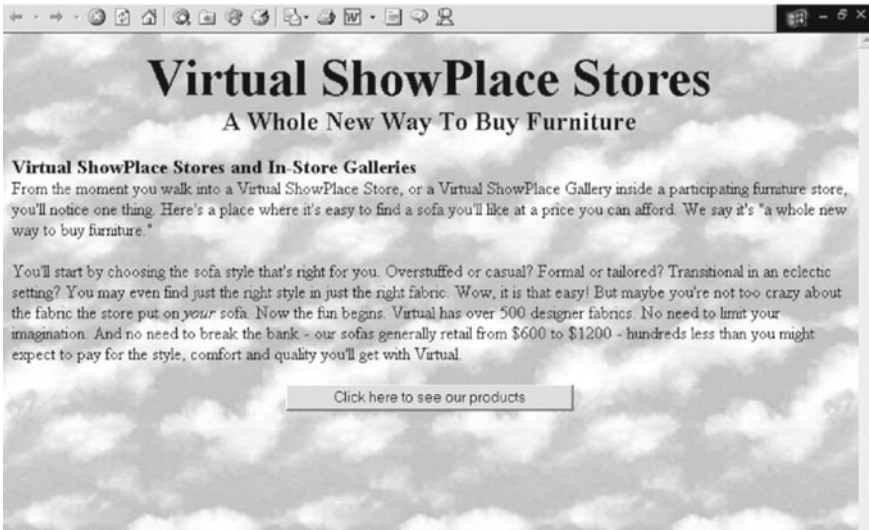 Virtual ShowPlace Stores
A Whole New Way To Buy Furniture
Virtual ShowPlace Stores and In-Store Galleries
From the moment you walk into a Virtual ShowPlace Store, or a Virtual ShowPlace Gallery inside a participating furniture store,
you'll notice one thing. Here's a place where it's easy to find a sofa you'll like at a price you can afford. We say it's "a whole new
way to buy furniture."
You'll start by choosing the sofa style that's right for you. Overstuffed or casual? Formal or tailored? Transitional in an eclectic
setting? You may even find just the right style in just the right fabric. Wow, it is that easy! But maybe you're not too crazy about
the fabric the store put on your sofa. Now the fun begins. Virtual has over 500 designer fabrics. No need to limit your
imagination. And no need to break the bank - our sofas generally retail from $600 to $1200 - hundreds less than you might
expect to pay for the style, comfort and quality you'll get with Virtual.
Click here to see our products